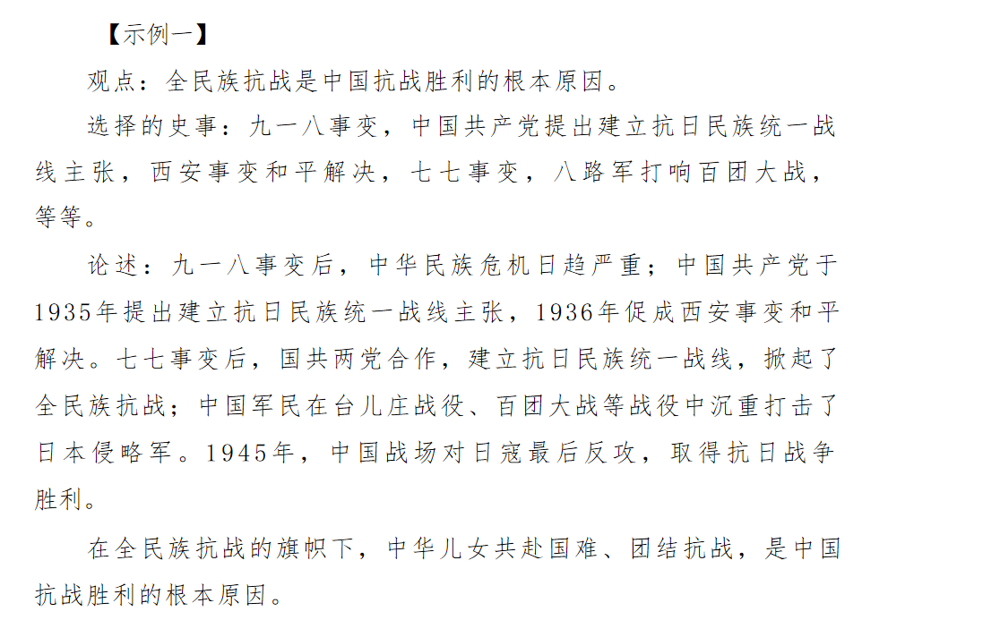 【示例一】
观点：全民族抗战是中国抗战胜利的根本原因。
选择的史事：九一八事变，中国共产党提出建立抗日民族统一战
线主张，西安事变和平解决，七七事变，八路军打响百团大战，
等等。
论述：九一八事变后，中华民族危机日趋严重；中国共产党于
1935年提出建立抗日民族统一战线主张，1936年促成西安事变和平
解决。七七事变后，国共两党合作，建立抗日民族统一战线，掀起了
全民族抗战；中国军民在台儿庄战役、百团大战等战役中沉重打击了
日本侵略军。1945年，中国战场对日寇最后反攻，取得抗日战争
胜利。
在全民族抗战的旗帜下，中华儿女共赴国难、团结抗战，是中国
抗战胜利的根本原因。